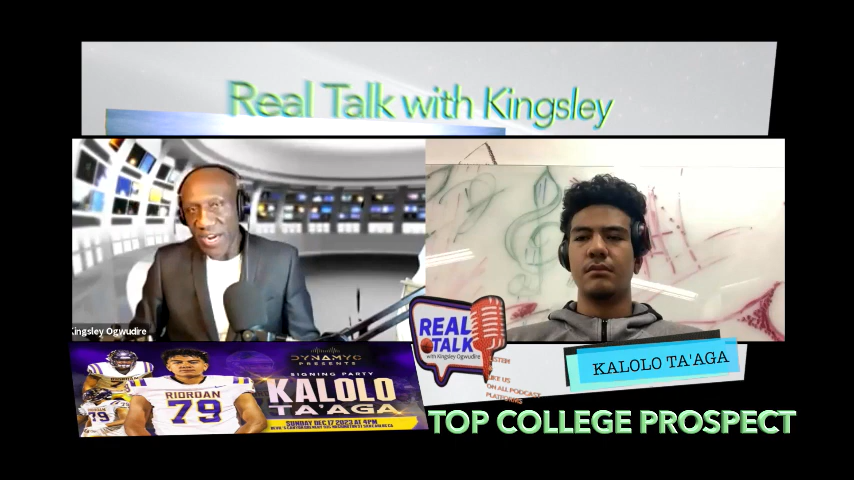 Real Talk with Kingsley
Kingsley Ogwudire
REAL
TALK
with Kingsley Ogwudire
LISTEN
LIKE US
ON ALL PODCAST
PLATFORMS
KALOLO TA'AGA
DYNAMYC
PRESENTS
SIGNING PARTY
KALOLO
TA'AGA
RIORDAN
79
79
SUNDAY DEC 17 2023 AT 4PM
TOP COLLEGE PROSPECT